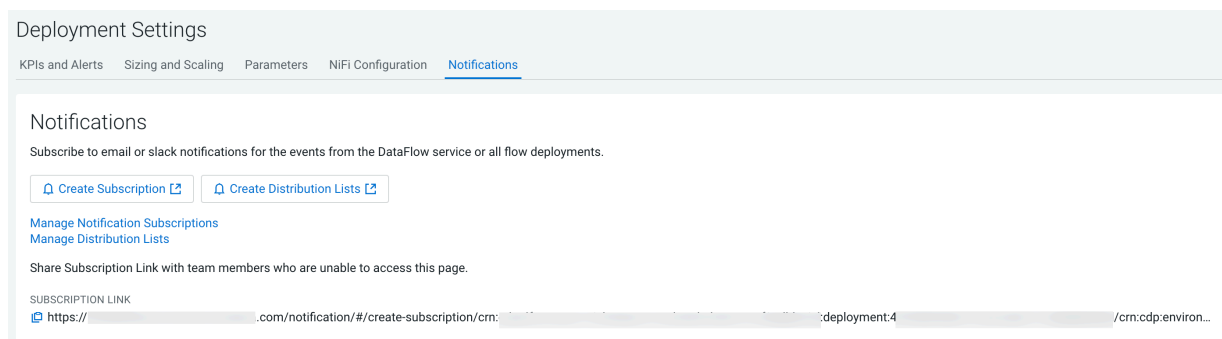 Deployment Settings
KPIs and Alerts Sizing and Scaling Parameters NiFi Configuration Notifications
Notifications
Subscribe to email or slack notifications for the events from the DataFlow service or all flow deployments.
Create Subscription Create Distribution Lists
Manage Notification Subscriptions
Manage Distribution Lists
Share Subscription Link with team members who are unable to access this page.
SUBSCRIPTION LINK
https:// .com/notification/#/create-subscription/crn: :deployment:4 /crn:cdp:environ...